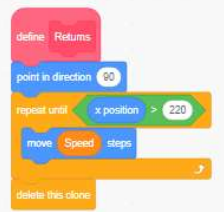 define Returns
point in direction 90
repeat until x position > 220
move Speed steps
delete this clone